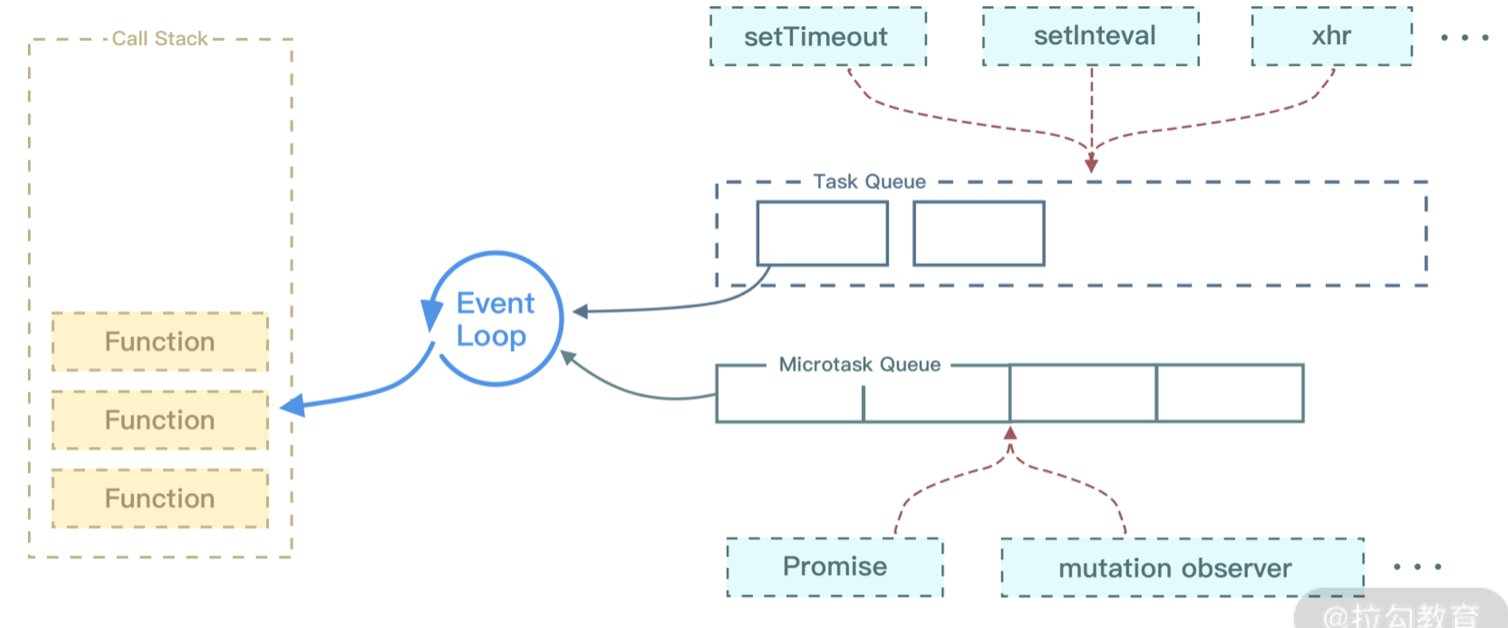 Call Stack
setTimeout
setInteval
xhr
Task Queue
Event
Loop
Function
Microtask Queue
Function
Function
Promise
mutation observer
@拉勾教育